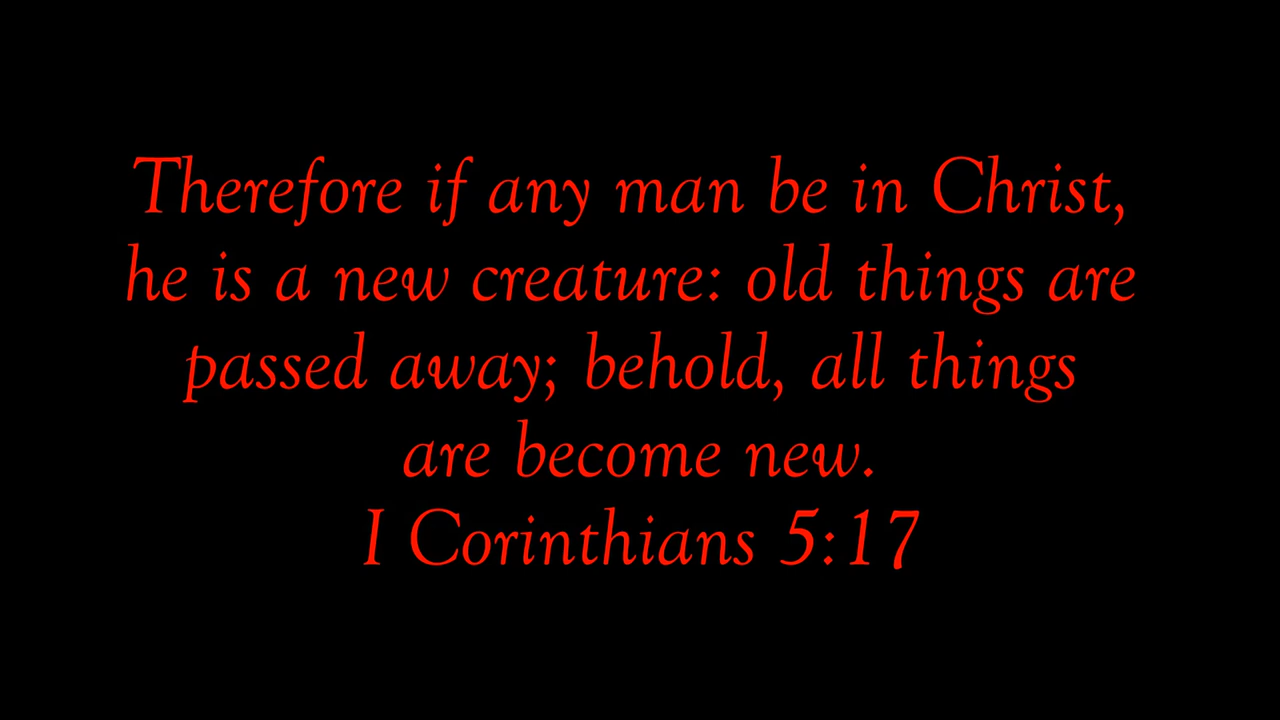 Therefore if any man be in Christ,
he is a new creature: old things are
passed away; behold, all things
are become new.
I Corinthians 5:17